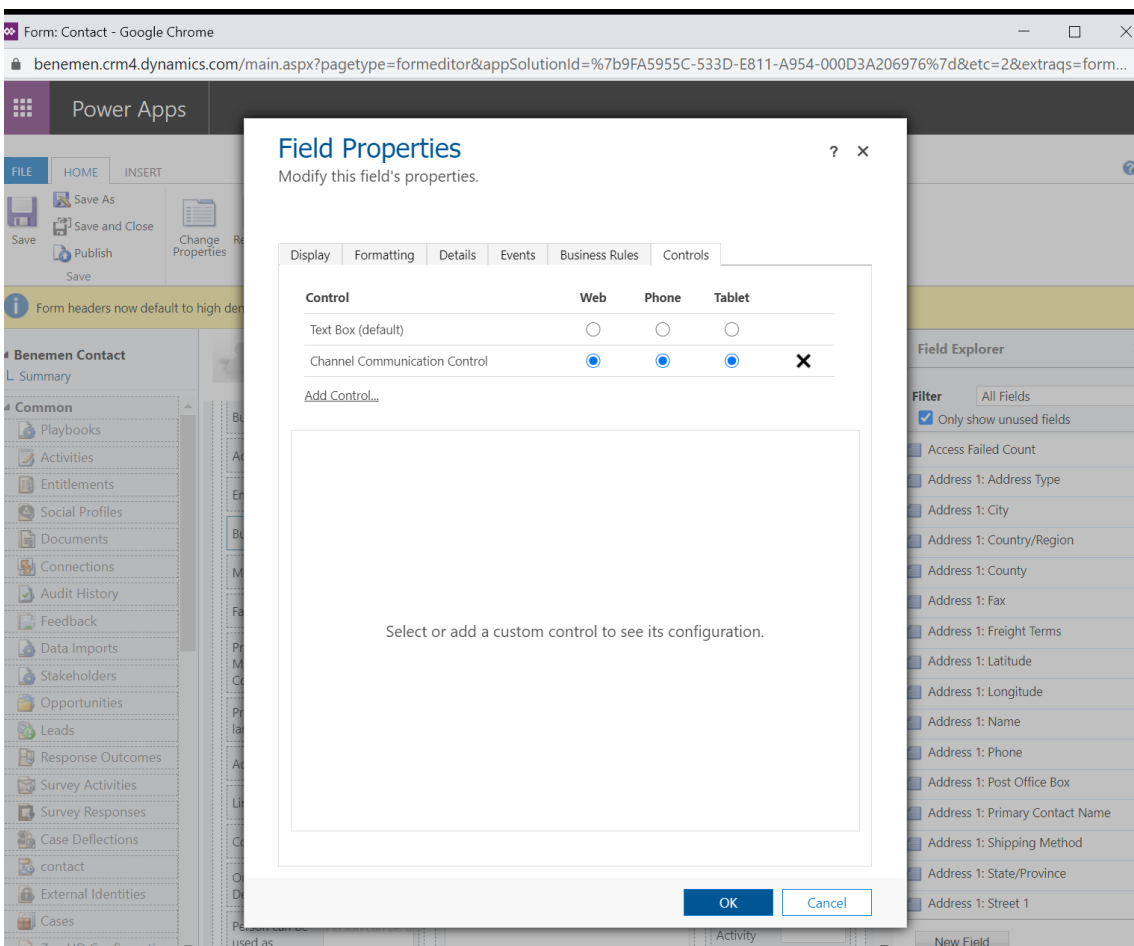 Form: Contact - Google Chrome
benemen.crm4.dynamics.com/main.aspx?pagetype=formeditor&appSolutionId=%7b9FA5955C-533D-E811-A954-000D3A206976%7d&etc=2&extraqs=form...
Power Apps
FILE HOME INSERT
Save
Save As
Save and Close
Publish
Save
Change
Properties
Form headers now default to high den
Benemen Contact
Summary
Common
Playbooks
Activities
Entitlements
Social Profiles
Documents
Connections
Audit History
Feedback
Data Imports
Stakeholders
Opportunities
Leads
Response Outcomes
Survey Activities
Survey Responses
Case Deflections
contact
External Identities
Cases
Person can be
used as
Field Properties
? ×
Modify this field's properties.
Display Formatting Details Events Business Rules Controls
Control Web Phone Tablet
Text Box (default)
Channel Communication Control
Add Control...
Select or add a custom control to see its configuration.
OK Cancel
Activity
Field Explorer
Filter All Fields
Only show unused fields
Access Failed Count
Address 1: Address Type
Address 1: City
Address 1: Country/Region
Address 1: County
Address 1: Fax
Address 1: Freight Terms
Address 1: Latitude
Address 1: Longitude
Address 1: Name
Address 1: Phone
Address 1: Post Office Box
Address 1: Primary Contact Name
Address 1: Shipping Method
Address 1: State/Province
Address 1: Street 1
New Field